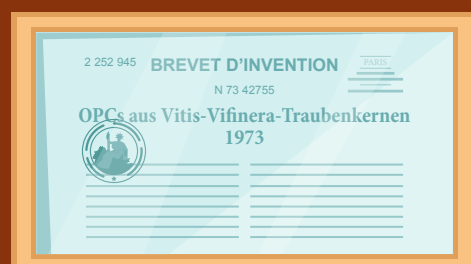 2 252 945 BREVET D'INVENTION
PARIS
N 73 42755
OPCs aus Vitis-Vifinera-Traubenkernen
1973